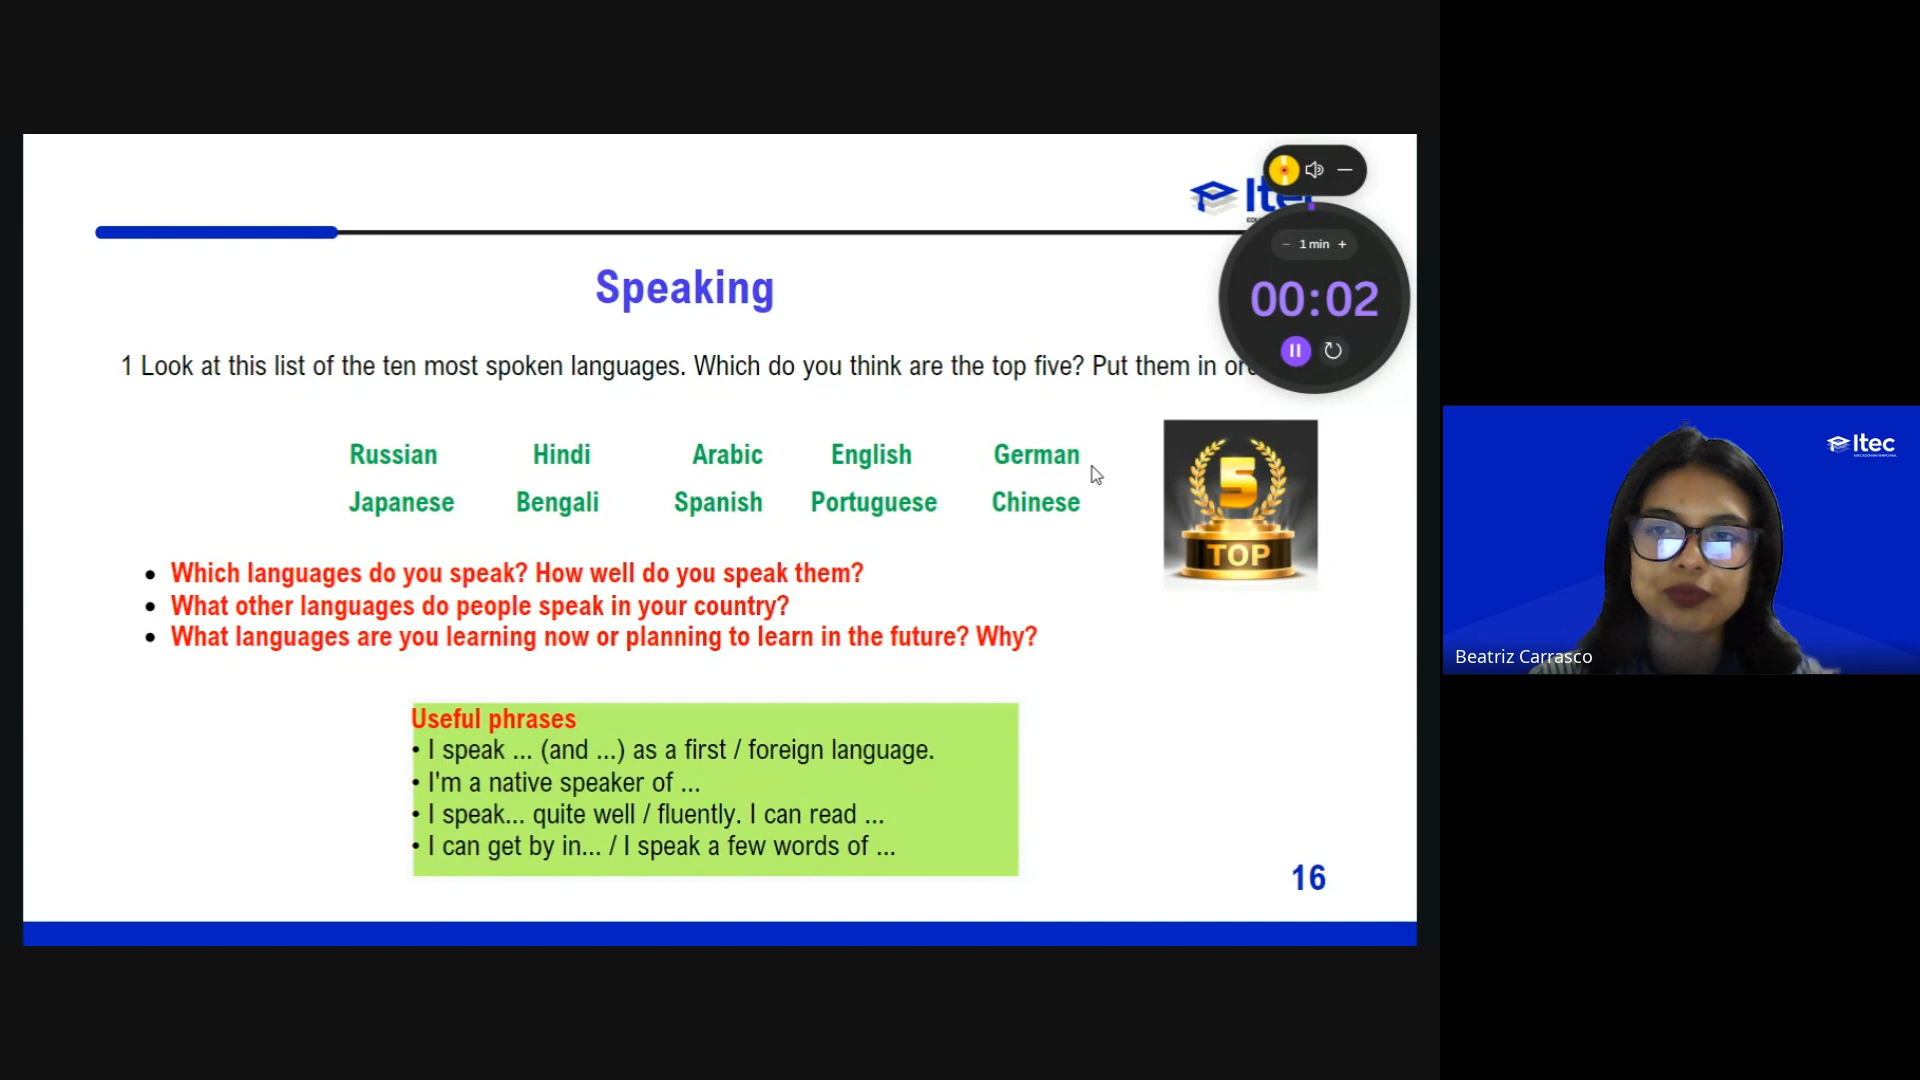 Speaking
1 min
00:02
1 Look at this list of the ten most spoken languages. Which do you think are the top five? Put them in
Russian Hindi Arabic English German
Japanese Bengali Spanish Portuguese Chinese
5
TOP
• Which languages do you speak? How well do you speak them?
• What other languages do people speak in your country?
• What languages are you learning now or planning to learn in the future? Why?
Useful phrases
• I speak ... (and ...) as a first / foreign language.
• I'm a native speaker of ...
• I speak... quite well / fluently. I can read ...
• I can get by in... / I speak a few words of ...
16
Itec
Beatriz Carrasco